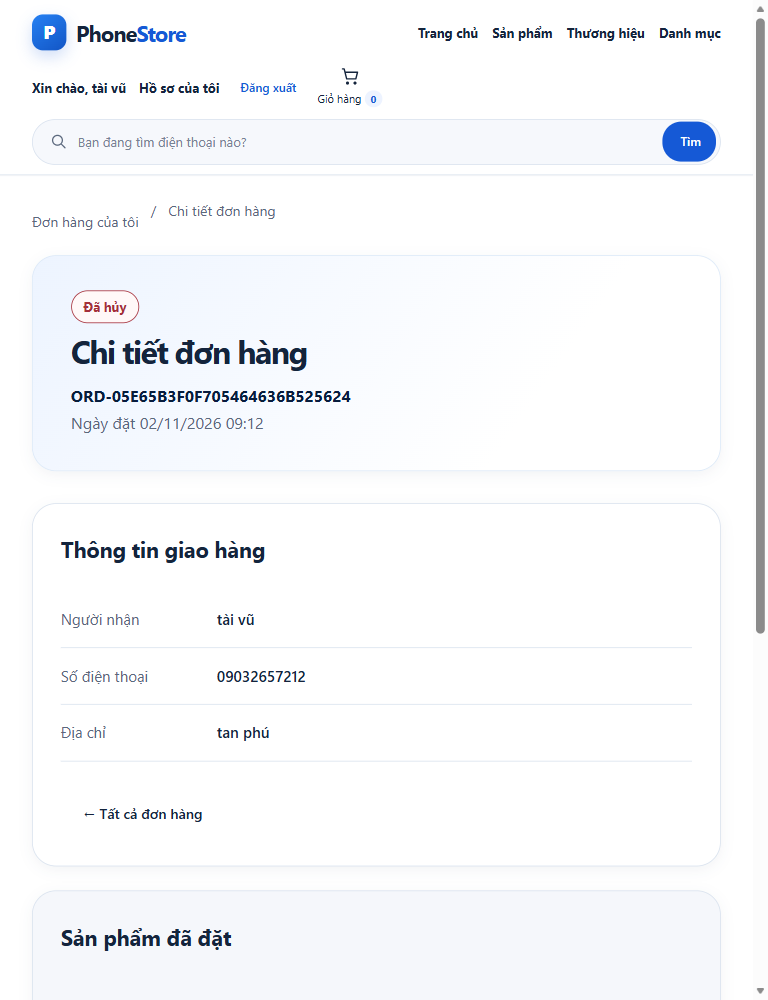 P PhoneStore
Trang chủ Sản phẩm Thương hiệu Danh mục
Xin chào, tài vũ Hồ sơ của tôi Đăng xuất Giỏ hàng 0
Bạn đang tìm điện thoại nào? Tìm
Đơn hàng của tôi / Chi tiết đơn hàng
Đã hủy
Chi tiết đơn hàng
ORD-05E65B3F0F705464636B525624
Ngày đặt 02/11/2026 09:12
Thông tin giao hàng
Người nhận tài vũ
Số điện thoại 09032657212
Địa chỉ tan phú
← Tất cả đơn hàng
Sản phẩm đã đặt